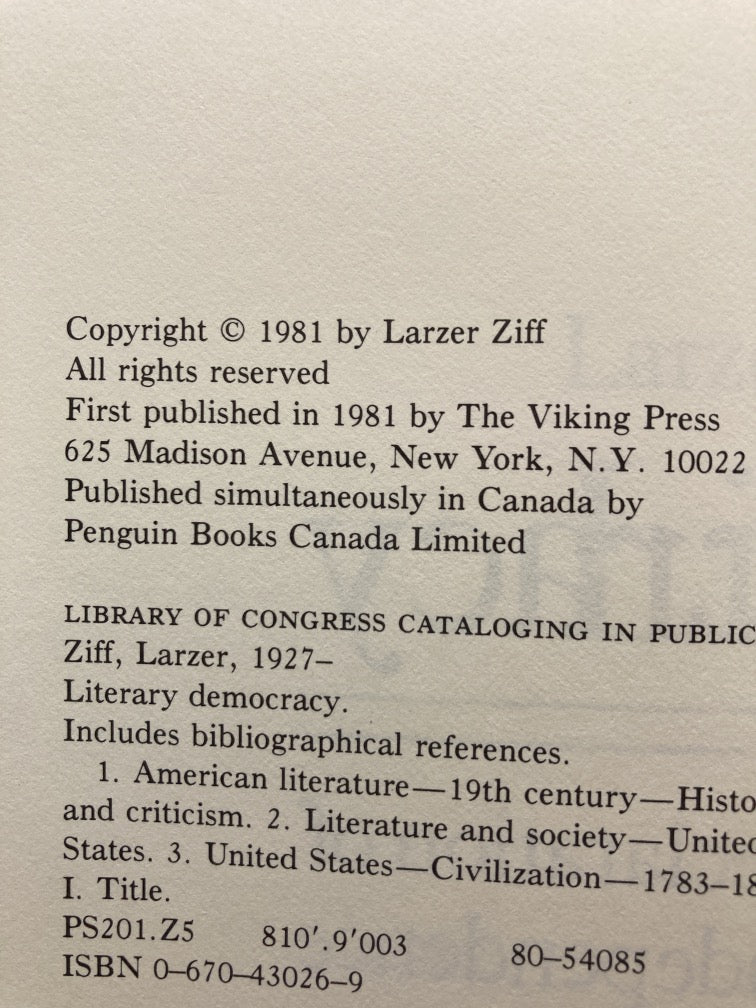 Copyright © 1981 by Larzer Ziff
All rights reserved
First published in 1981 by The Viking Press
625 Madison Avenue, New York, N.Y. 10022
Published simultaneously in Canada by
Penguin Books Canada Limited
LIBRARY OF CONGRESS CATALOGING IN PUBLIC
Ziff, Larzer, 1927–
Literary democracy.
Includes bibliographical references.
1. American literature—19th century—Histo
and criticism. 2. Literature and society—United
States. 3. United States—Civilization—1783–18
I. Title.
PS201.Z5 810′.9′003 80–54085
ISBN 0–670–43026–9